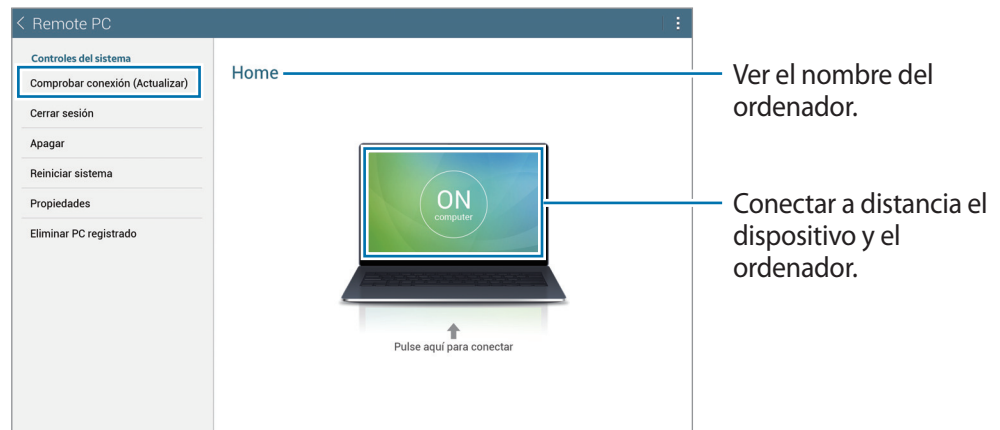 Remote PC
Controles del sistema
Comprobar conexión (Actualizar)
Cerrar sesión
Apagar
Reiniciar sistema
Propiedades
Eliminar PC registrado
Home
ON
computer
Pulse aquí para conectar
Ver el nombre del
ordenador.
Conectar a distancia el
dispositivo y el
ordenador.